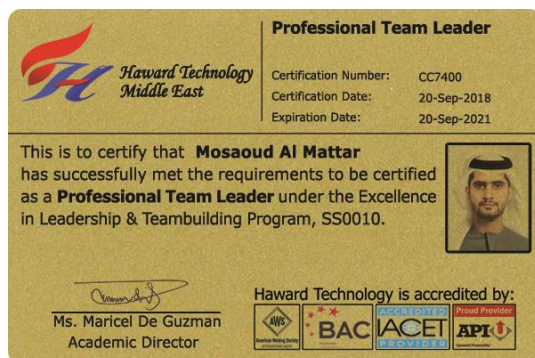 Haward Technology
Middle East
Professional Team Leader
Certification Number: CC7400
Certification Date: 20-Sep-2018
Expiration Date: 20-Sep-2021
This is to certify that Mosaoud Al Mattar
has successfully met the requirements to be certified
as a Professional Team Leader under the Excellence
in Leadership & Teambuilding Program, SS0010.
Ms. Maricel De Guzman
Academic Director
Haward Technology is accredited by:
AWS
American Welding Society
BAC
ACCREDITED
IACET
PROVIDER
Proud Provider
API